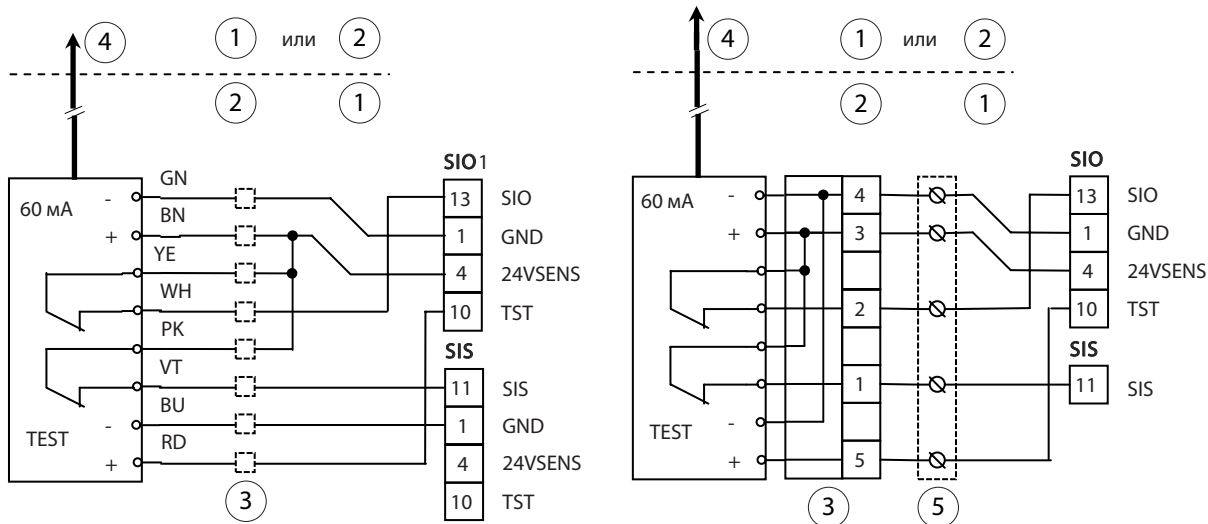 4 1 или 2
2 1
SIO1
60 мА
- GN 13 SIO
+ BN 1 GND
YE 4 24VSENS
WH 10 TST
PK SIS
VT 11 SIS
TEST
- BU 1 GND
+ RD 4 24VSENS
3 10 TST
4 1 или 2
2 1
SIO
60 мА
- 4 13 SIO
+ 3 1 GND
4 24VSENS
2 10 TST
SIS
1 11 SIS
TEST
-
+ 5
3 5